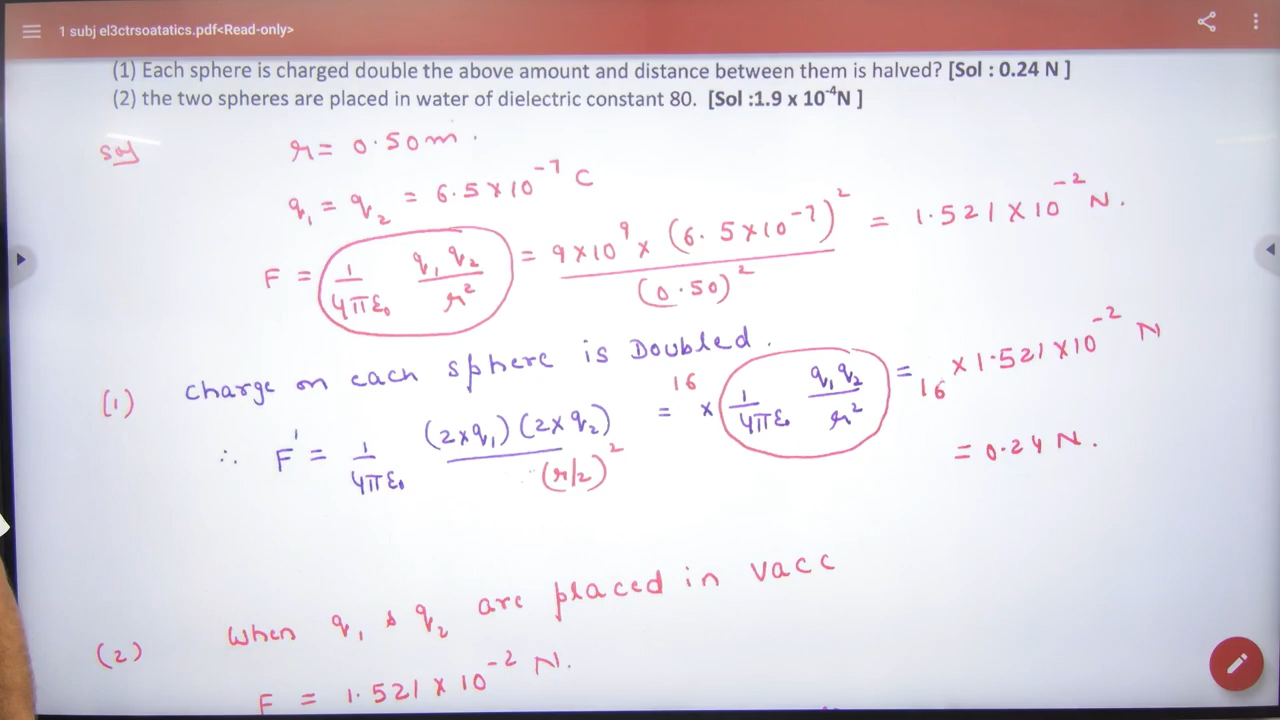 1 subj el3ctrsoatatics.pdf<Read-only>
(1) Each sphere is charged double the above amount and distance between them is halved? [Sol : 0.24 N ]
(2) the two spheres are placed in water of dielectric constant 80. [Sol :1.9 x 10⁻⁴N ]
Sol r = 0.50 m.
q₁ = q₂ = 6.5 × 10⁻⁷ C
F = 1/4πε₀ q₁q₂/r² = 9×10⁹ × (6.5×10⁻⁷)²/(0.50)² = 1.521 × 10⁻² N.
(1) Charge on each sphere is Doubled.
∴ F' = 1/4πε₀ (2×q₁)(2×q₂)/(r/2)² = 16 × 1/4πε₀ q₁q₂/r² = 16 × 1.521 × 10⁻² N
= 0.24 N.
(2) When q₁ & q₂ are placed in vacc
F = 1.521 × 10⁻² N.